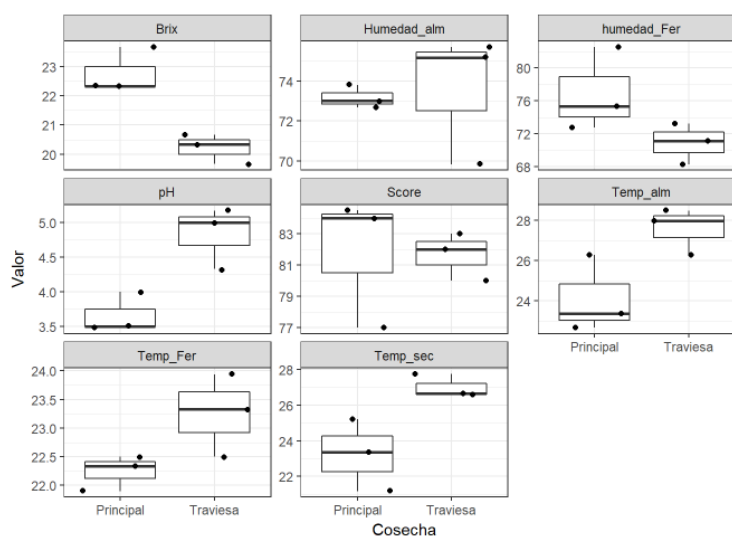 Brix
Humedad_alm
humedad_Fer
23
22
21
20
74
72
70
80
76
72
68
pH
Score
Temp_alm
5.0
4.5
4.0
3.5
83
81
79
77
28
26
24
Temp_Fer
Temp_sec
Principal
Traviesa
24.0
23.5
23.0
22.5
22.0
28
26
24
22
Principal
Traviesa
Principal
Traviesa
Valor
Cosecha